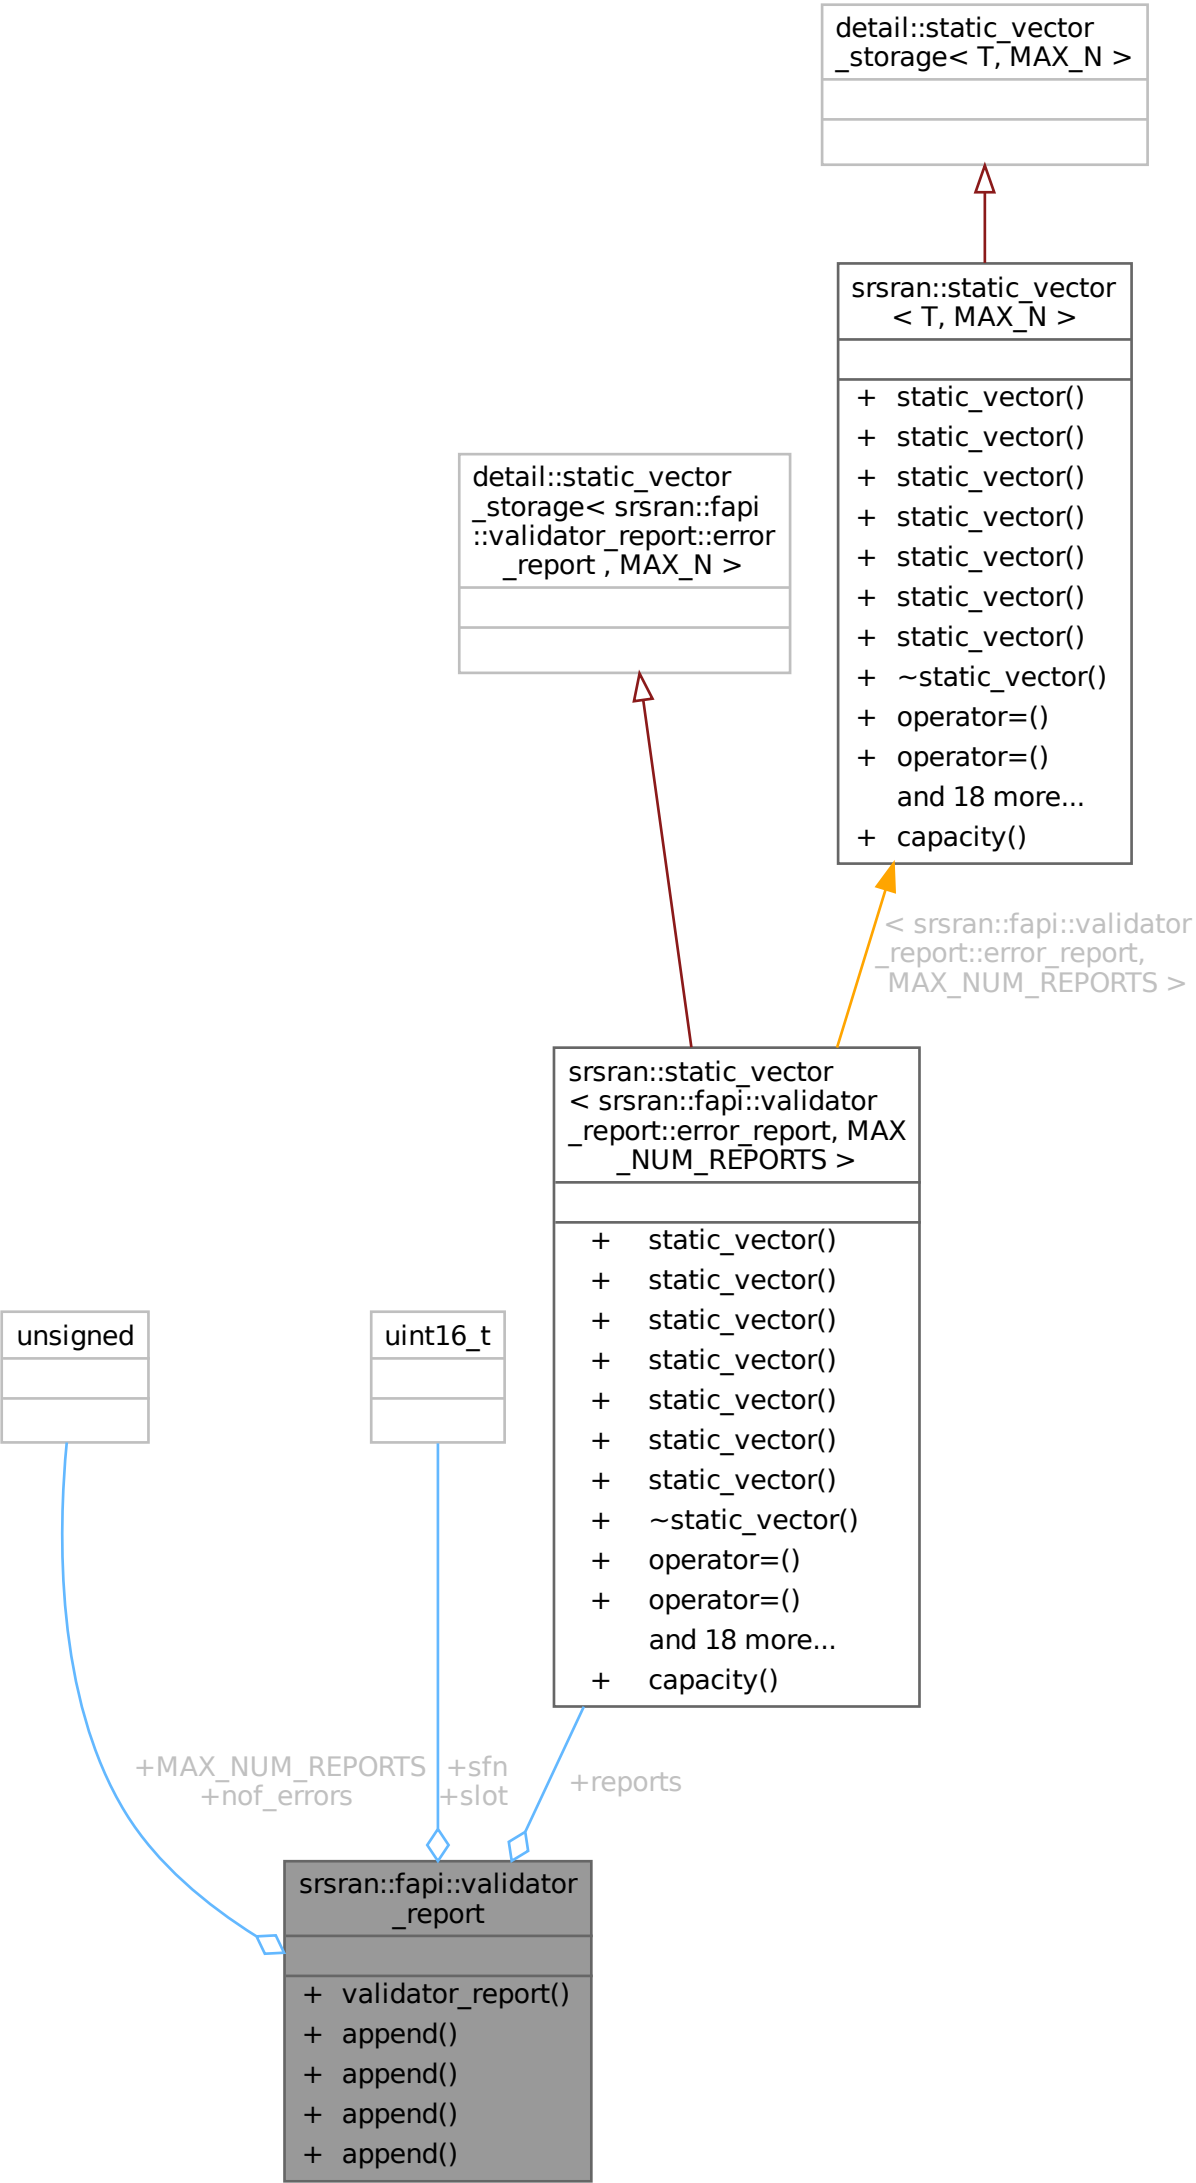 detail::static_vector
_storage< T, MAX_N >
srsran::static_vector
< T, MAX_N >
+ static_vector()
+ static_vector()
+ static_vector()
+ static_vector()
+ static_vector()
+ static_vector()
+ static_vector()
+ ~static_vector()
+ operator=()
+ operator=()
and 18 more...
+ capacity()
detail::static_vector
_storage< srsran::fapi
::validator_report::error
_report , MAX_N >
< srsran::fapi::validator
_report::error_report,
MAX_NUM_REPORTS >
srsran::static_vector
< srsran::fapi::validator
_report::error_report, MAX
_NUM_REPORTS >
+ static_vector()
+ static_vector()
+ static_vector()
+ static_vector()
+ static_vector()
+ static_vector()
+ static_vector()
+ ~static_vector()
+ operator=()
+ operator=()
and 18 more...
+ capacity()
unsigned
uint16_t
+MAX_NUM_REPORTS
+nof_errors
+sfn
+slot
+reports
srsran::fapi::validator
_report
+ validator_report()
+ append()
+ append()
+ append()
+ append()